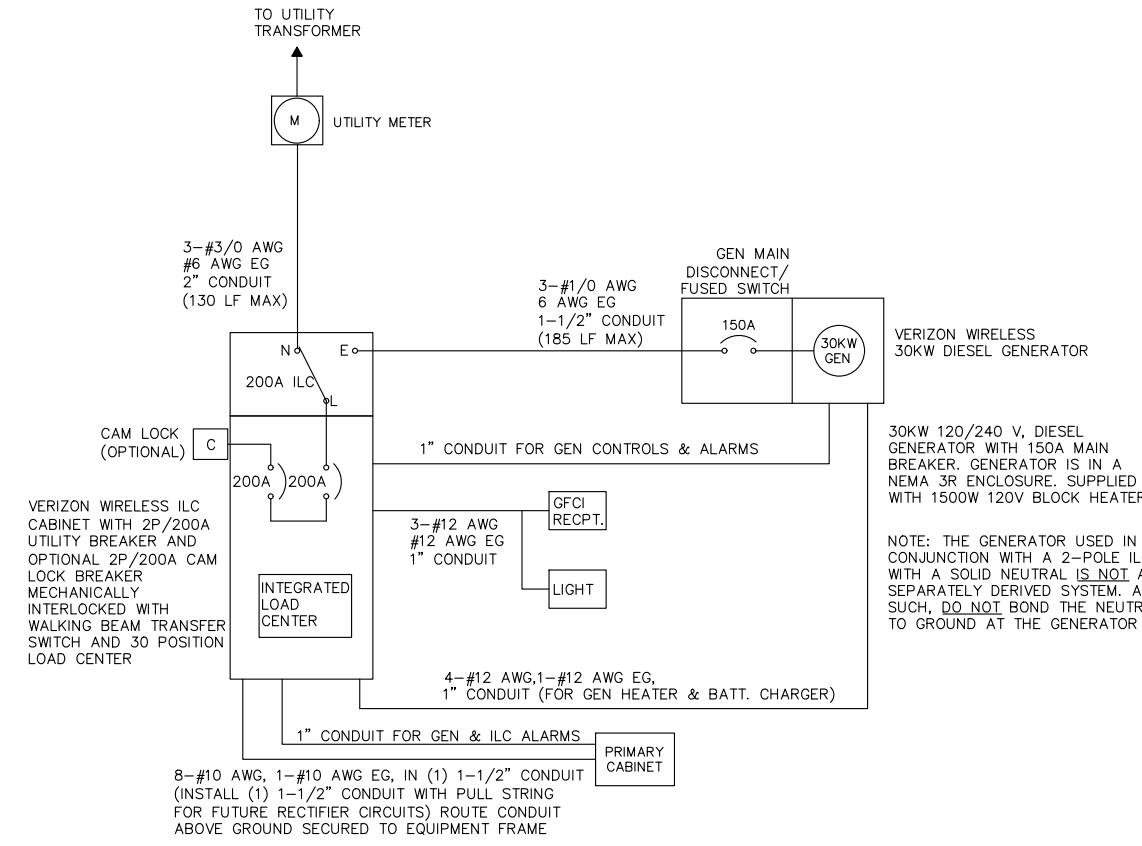 TO UTILITY
TRANSFORMER
M
UTILITY METER
3-#3/0 AWG
#6 AWG EG
2" CONDUIT
(130 LF MAX)
3-#1/0 AWG
6 AWG EG
1-1/2" CONDUIT
(185 LF MAX)
GEN MAIN
DISCONNECT/
FUSED SWITCH
150A
30KW
GEN
VERIZON WIRELESS
30KW DIESEL GENERATOR
N
E
200A ILC
L
CAM LOCK
(OPTIONAL)
C
200A
200A
1" CONDUIT FOR GEN CONTROLS & ALARMS
30KW 120/240 V, DIESEL
GENERATOR WITH 150A MAIN
BREAKER. GENERATOR IS IN A
NEMA 3R ENCLOSURE. SUPPLIED
WITH 1500W 120V BLOCK HEATER
VERIZON WIRELESS ILC
CABINET WITH 2P/200A
UTILITY BREAKER AND
OPTIONAL 2P/200A CAM
LOCK BREAKER
MECHANICALLY
INTERLOCKED WITH
WALKING BEAM TRANSFER
SWITCH AND 30 POSITION
LOAD CENTER
3-#12 AWG
#12 AWG EG
1" CONDUIT
GFCI
RECPT.
LIGHT
INTEGRATED
LOAD
CENTER
NOTE: THE GENERATOR USED IN
CONJUNCTION WITH A 2-POLE
WITH A SOLID NEUTRAL IS NOT
SEPARATELY DERIVED SYSTEM.
SUCH, DO NOT BOND THE
TO GROUND AT THE GENERATOR
4-#12 AWG,1-#12 AWG EG,
1" CONDUIT (FOR GEN HEATER & BATT. CHARGER)
1" CONDUIT FOR GEN & ILC ALARMS
PRIMARY
CABINET
8-#10 AWG, 1-#10 AWG EG, IN (1) 1-1/2" CONDUIT
(INSTALL (1) 1-1/2" CONDUIT WITH PULL STRING
FOR FUTURE RECTIFIER CIRCUITS) ROUTE CONDUIT
ABOVE GROUND SECURED TO EQUIPMENT FRAME